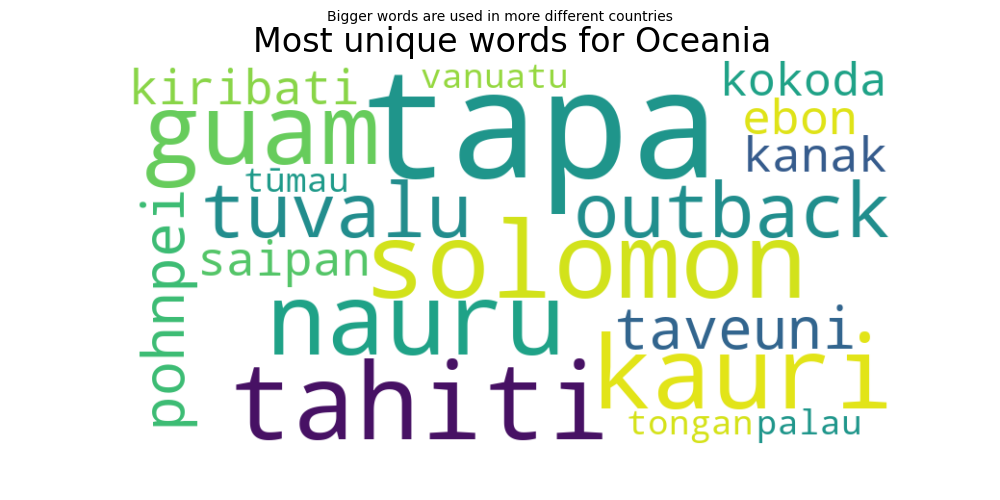 Bigger words are used in more different countries
Most unique words for Oceania
kiribati
vanuatu
kokoda
guam
tapa
ebon
kanak
tūmau
tuvalu
outback
pohnpei
saipan
solomon
nauru
taveuni
tahiti
kauri
tongan
palau